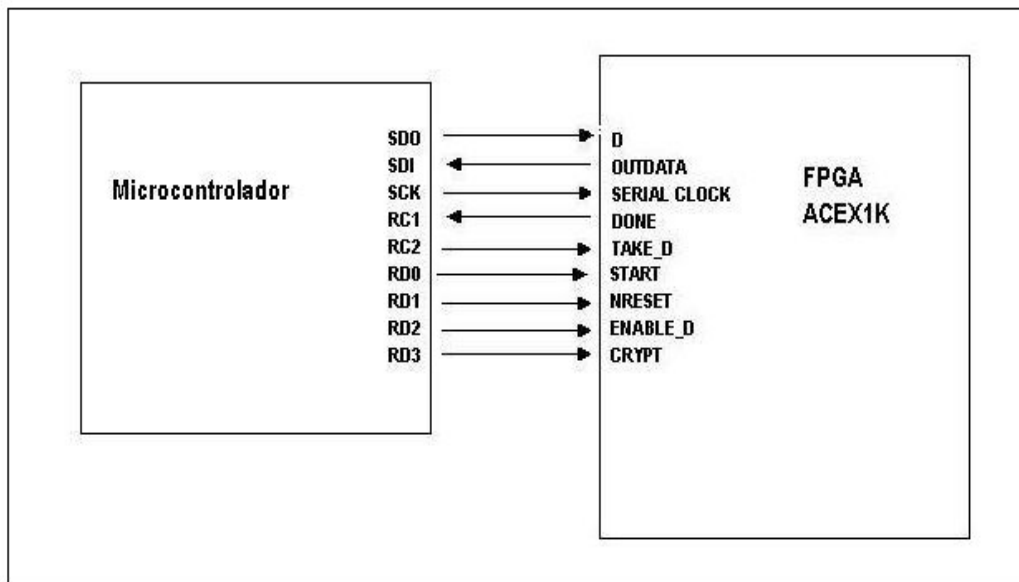 Microcontrolador
SDO
SDI
SCK
RC1
RC2
RD0
RD1
RD2
RD3
D
OUTDATA
SERIAL CLOCK
DONE
TAKE_D
START
NRESET
ENABLE_D
CRYPT
FPGA
ACEX1K